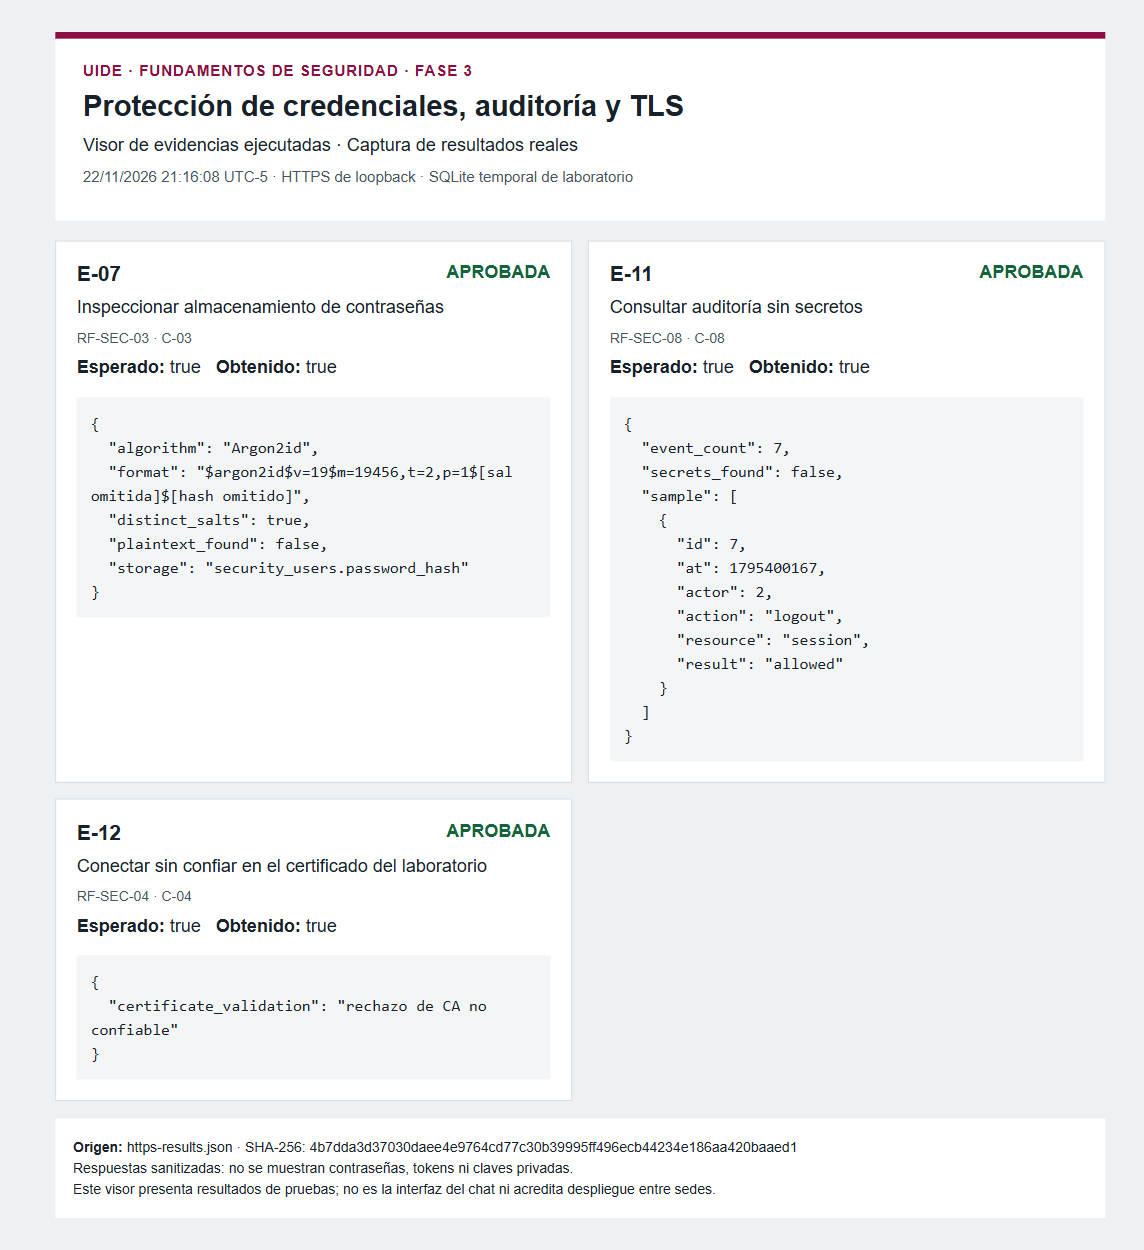 UIDE · FUNDAMENTOS DE SEGURIDAD · FASE 3
Protección de credenciales, auditoría y TLS
Visor de evidencias ejecutadas · Captura de resultados reales
22/11/2026 21:16:08 UTC-5 · HTTPS de loopback · SQLite temporal de laboratorio
E-07
APROBADA
Inspeccionar almacenamiento de contraseñas
RF-SEC-03 · C-03
Esperado: true Obtenido: true
{
"algorithm": "Argon2id",
"format": "$argon2id$v=19$m=19456,t=2,p=1$[sal
omitida]$[hash omitido]",
"distinct_salts": true,
"plaintext_found": false,
"storage": "security_users.password_hash"
}
E-11
APROBADA
Consultar auditoría sin secretos
RF-SEC-08 · C-08
Esperado: true Obtenido: true
{
"event_count": 7,
"secrets_found": false,
"sample": [
{
"id": 7,
"at": 1795400167,
"actor": 2,
"action": "logout",
"resource": "session",
"result": "allowed"
}
]
}
E-12
APROBADA
Conectar sin confiar en el certificado del laboratorio
RF-SEC-04 · C-04
Esperado: true Obtenido: true
{
"certificate_validation": "rechazo de CA no
confiable"
}
Origen: https-results.json · SHA-256: 4b7dda3d37030daee4e9764cd77c30b39995ff496ecb44234e186aa420baaed1
Respuestas sanitizadas: no se muestran contraseñas, tokens ni claves privadas.
Este visor presenta resultados de pruebas; no es la interfaz del chat ni acredita despliegue entre sedes.